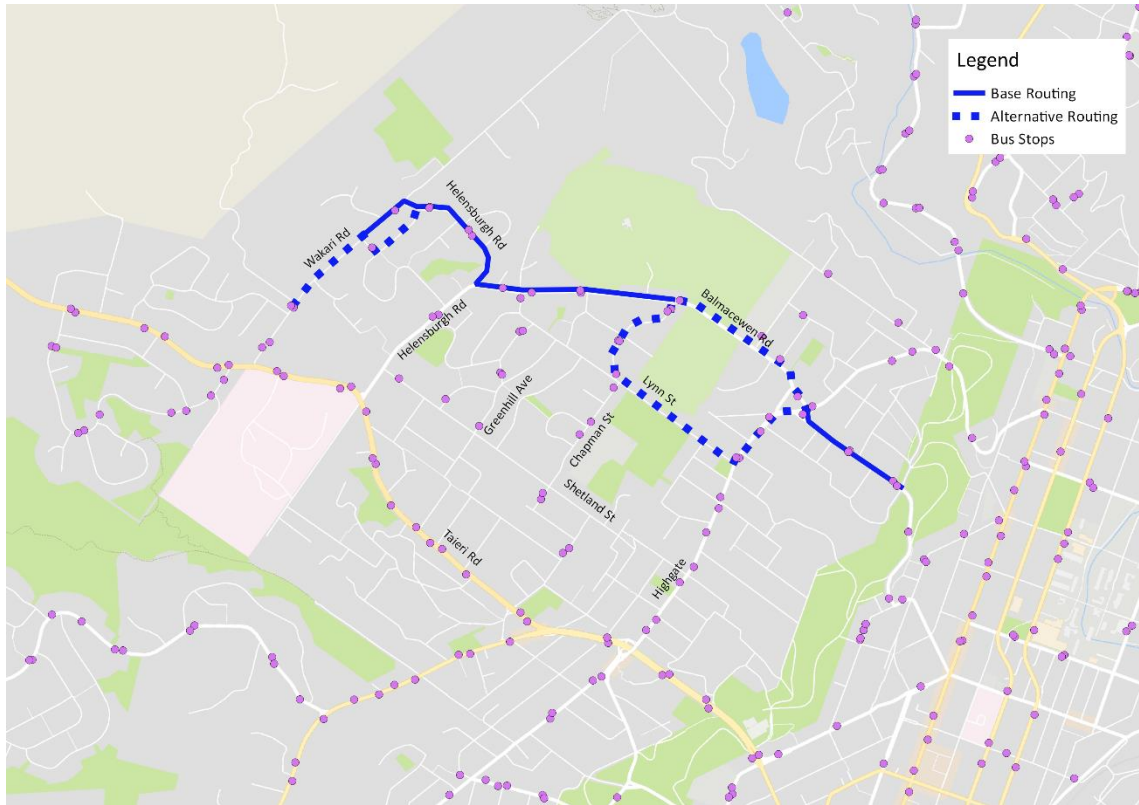 Legend
Base Routing
Alternative Routing
Bus Stops
Helensburgh Rd
Wakari Rd
Helensburgh Rd
Balmacewen Rd
Lynn St
Greenhill Ave
Chapman St
Shetland St
Taieri Rd
Highgate